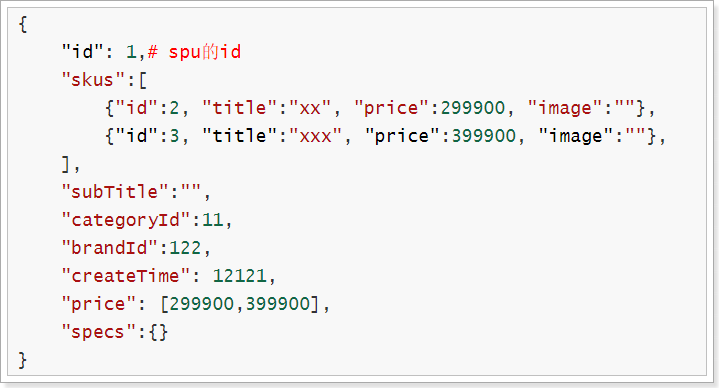 {
    "id": 1,# spu的id
    "skus":[
        {"id":2, "title":"xx", "price":299900, "image":""},
        {"id":3, "title":"xxx", "price":399900, "image":""},
    ],
    "subTitle":"",
    "categoryId":11,
    "brandId":122,
    "createTime": 12121,
    "price": [299900,399900],
    "specs":{}
}